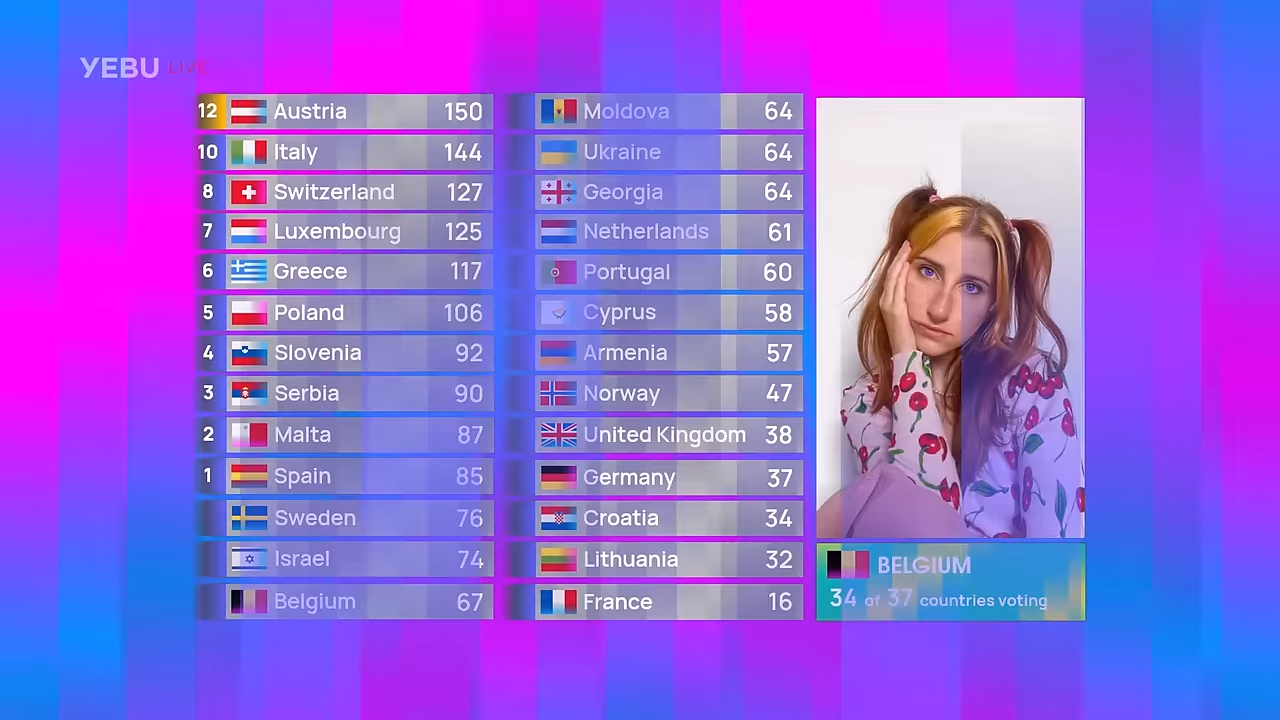 YEBU LIVE
12 Austria 150
10 Italy 144
8 Switzerland 127
7 Luxembourg 125
6 Greece 117
5 Poland 106
4 Slovenia 92
3 Serbia 90
2 Malta 87
1 Spain 85
Sweden 76
Israel 74
Belgium 67
Moldova 64
Ukraine 64
Georgia 64
Netherlands 61
Portugal 60
Cyprus 58
Armenia 57
Norway 47
United Kingdom 38
Germany 37
Croatia 34
Lithuania 32
France 16
BELGIUM
34 of 37 countries voting